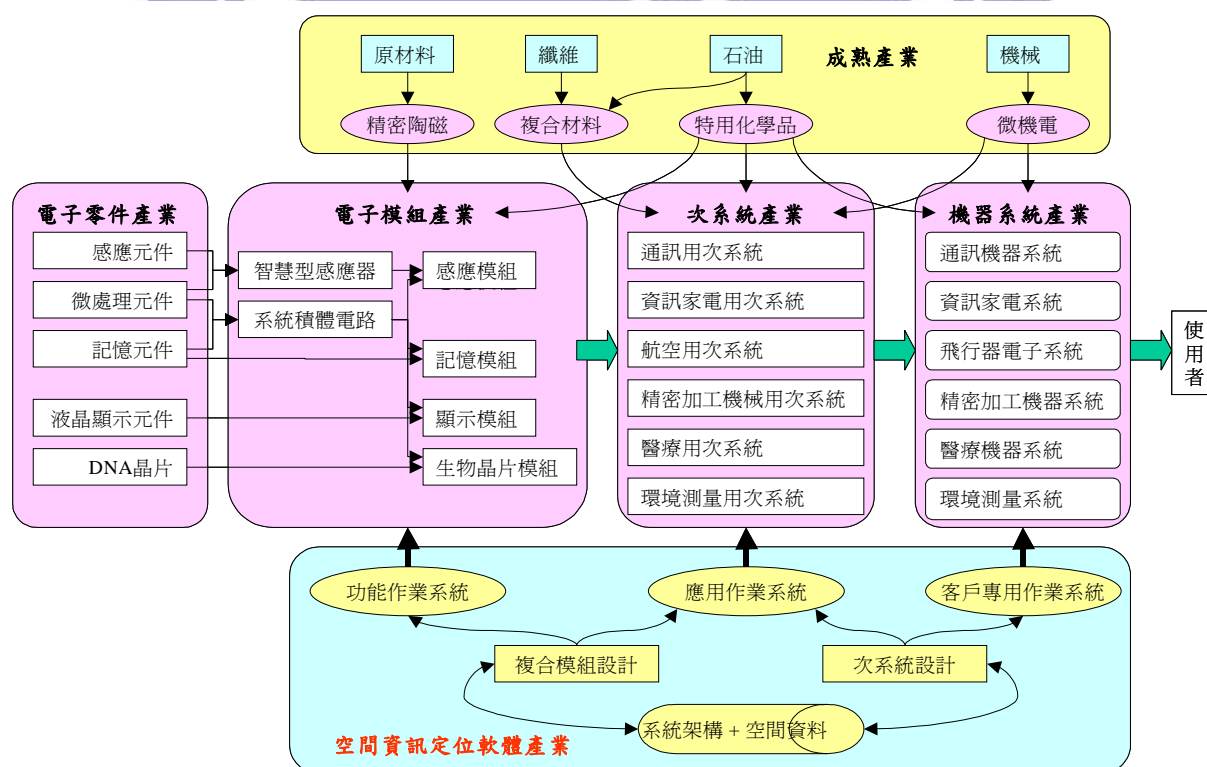 原材料
纖維
石油
成熟產業
機械
精密陶磁
複合材料
特用化學品
微機電
電子零件產業
感應元件
微處理元件
記憶元件
液晶顯示元件
DNA晶片
電子模組產業
智慧型感應器
系統積體電路
感應模組
記憶模組
顯示模組
生物晶片模組
次系統產業
通訊用次系統
資訊家電用次系統
航空用次系統
精密加工機械用次系統
醫療用次系統
環境測量用次系統
機器系統產業
通訊機器系統
資訊家電系統
飛行器電子系統
精密加工機器系統
醫療機器系統
環境測量系統
使用者
功能作業系統
應用作業系統
客戶專用作業系統
複合模組設計
次系統設計
系統架構 + 空間資料
空間資訊定位軟體產業